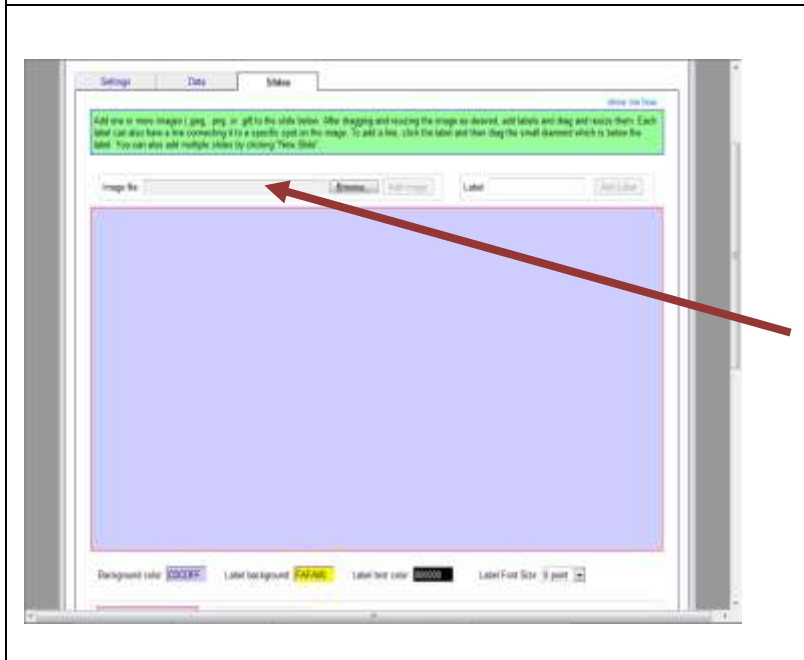 Settings Data Slides
show me how
Add one or more images (.jpeg, .png, or .gif) to the slide below. After dragging and resizing the image as desired, add labels and drag and resize them. Each
label can also have a line connecting it to a specific spot on the image. To add a line, click the label and then drag the small diamond which is below the
label. You can also add multiple slides by clicking "New Slide".
Image file: Browse... Add Image Label: Add Label
Background color: Label background: Label text color: 000000 Label Font Size: point